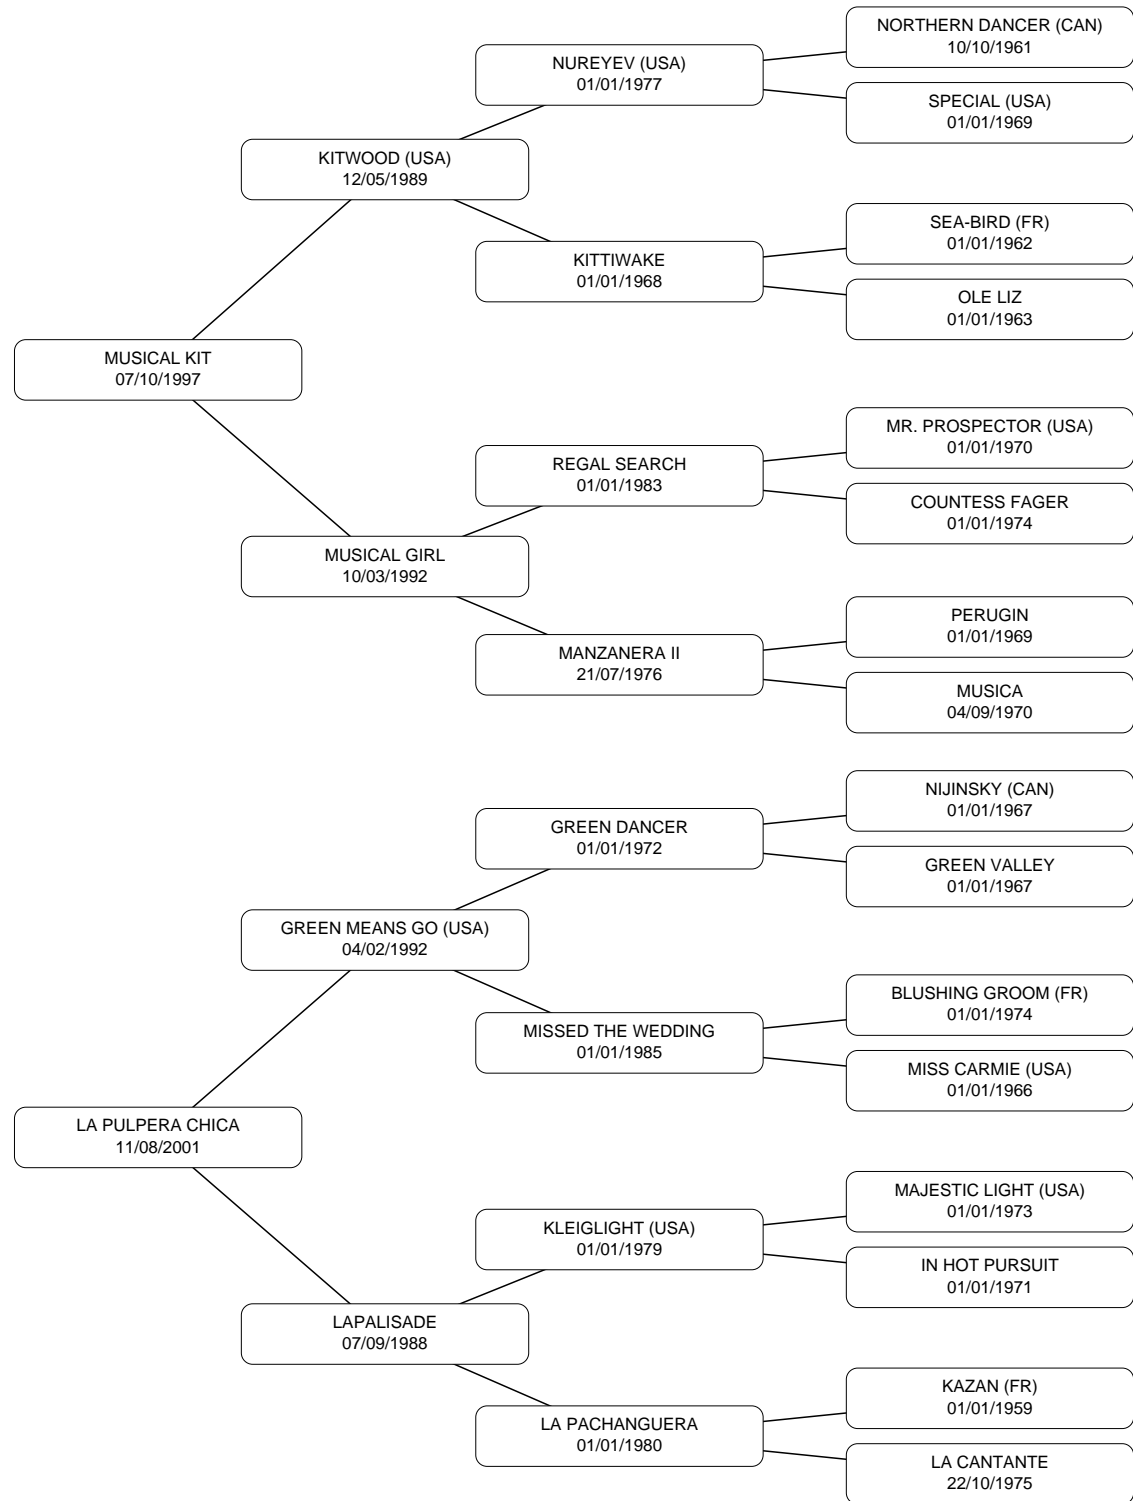 NORTHERN DANCER (CAN)
10/10/1961
NUREYEV (USA)
01/01/1977
SPECIAL (USA)
01/01/1969
KITWOOD (USA)
12/05/1989
SEA-BIRD (FR)
01/01/1962
KITTIWAKE
01/01/1968
OLE LIZ
01/01/1963
MUSICAL KIT
07/10/1997
MR. PROSPECTOR (USA)
01/01/1970
REGAL SEARCH
01/01/1983
COUNTESS FAGER
01/01/1974
MUSICAL GIRL
10/03/1992
PERUGIN
01/01/1969
MANZANERA II
21/07/1976
MUSICA
04/09/1970
NIJINSKY (CAN)
01/01/1967
GREEN DANCER
01/01/1972
GREEN VALLEY
01/01/1967
GREEN MEANS GO (USA)
04/02/1992
BLUSHING GROOM (FR)
01/01/1974
MISSED THE WEDDING
01/01/1985
MISS CARMIE (USA)
01/01/1966
LA PULPERA CHICA
11/08/2001
MAJESTIC LIGHT (USA)
01/01/1973
KLEIGLIGHT (USA)
01/01/1979
IN HOT PURSUIT
01/01/1971
LAPALISADE
07/09/1988
KAZAN (FR)
01/01/1959
LA PACHANGUERA
01/01/1980
LA CANTANTE
22/10/1975